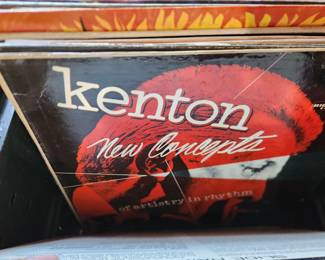 kenton
New Concepts
of artistry in rhythm